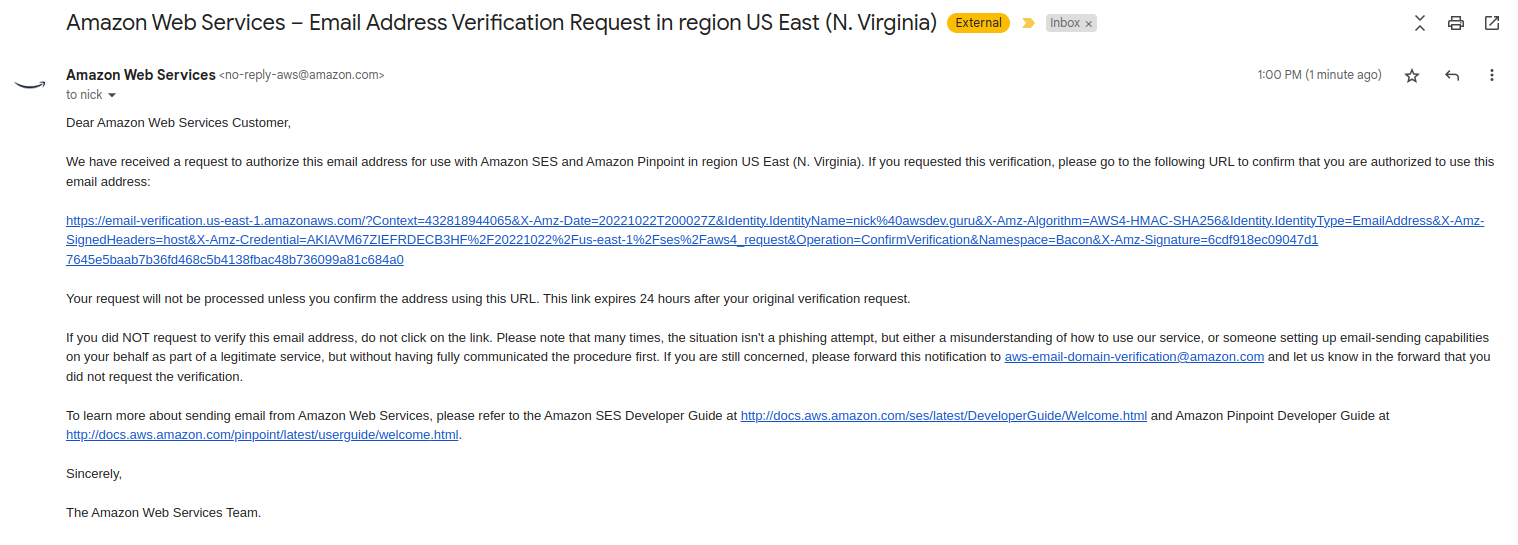 Amazon Web Services – Email Address Verification Request in region US East (N. Virginia) External Inbox ×
Amazon Web Services <no-reply-aws@amazon.com> 1:00 PM (1 minute ago)
to nick
Dear Amazon Web Services Customer,
We have received a request to authorize this email address for use with Amazon SES and Amazon Pinpoint in region US East (N. Virginia). If you requested this verification, please go to the following URL to confirm that you are authorized to use this
email address:
https://email-verification.us-east-1.amazonaws.com/?Context=432818944065&X-Amz-Date=20221022T200027Z&Identity.IdentityName=nick%40awsdev.guru&X-Amz-Algorithm=AWS4-HMAC-SHA256&Identity.IdentityType=EmailAddress&X-Amz-
SignedHeaders=host&X-Amz-Credential=AKIAVM67ZIEFRDECB3HF%2F20221022%2Fus-east-1%2Fses%2Faws4_request&Operation=ConfirmVerification&Namespace=Bacon&X-Amz-Signature=6cdf918ec09047d1
7645e5baab7b36fd468c5b4138fbac48b736099a81c684a0
Your request will not be processed unless you confirm the address using this URL. This link expires 24 hours after your original verification request.
If you did NOT request to verify this email address, do not click on the link. Please note that many times, the situation isn't a phishing attempt, but either a misunderstanding of how to use our service, or someone setting up email-sending capabilities
on your behalf as part of a legitimate service, but without having fully communicated the procedure first. If you are still concerned, please forward this notification to aws-email-domain-verification@amazon.com and let us know in the forward that you
did not request the verification.
To learn more about sending email from Amazon Web Services, please refer to the Amazon SES Developer Guide at http://docs.aws.amazon.com/ses/latest/DeveloperGuide/Welcome.html and Amazon Pinpoint Developer Guide at
http://docs.aws.amazon.com/pinpoint/latest/userguide/welcome.html.
Sincerely,
The Amazon Web Services Team.